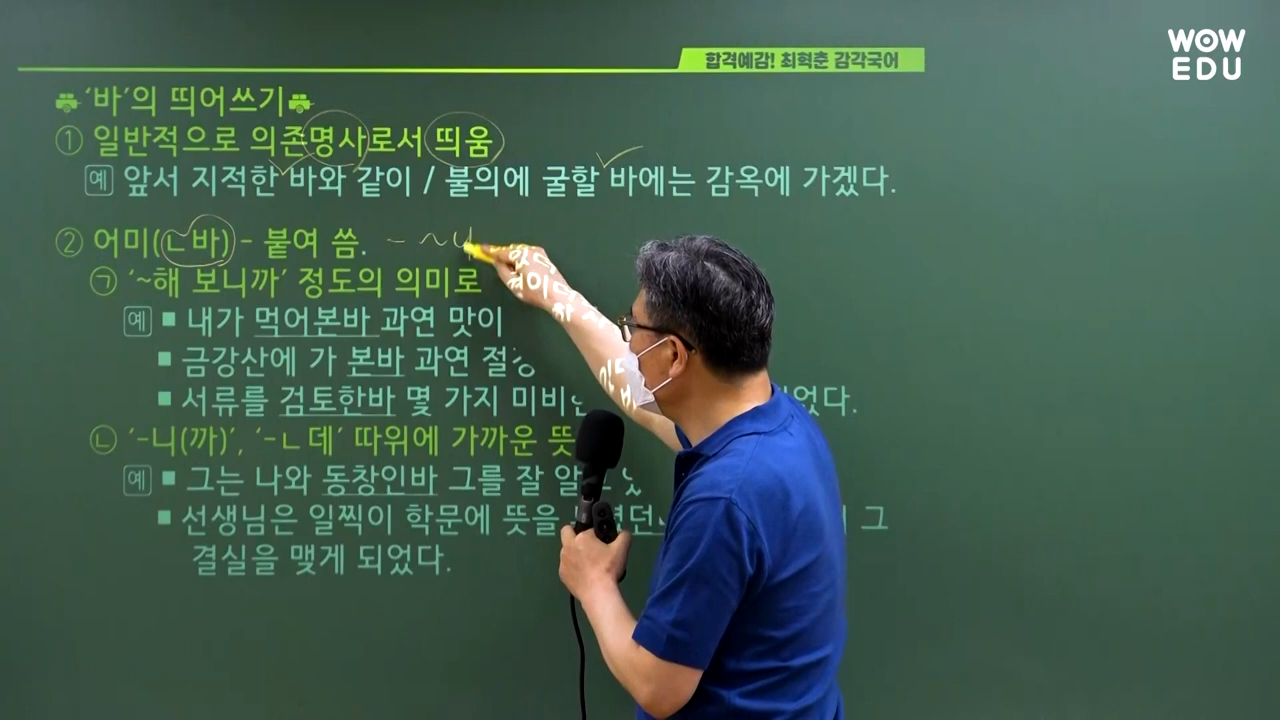 합격예감! 최혁춘 감각국어
WOW
EDU
'바'의 띄어쓰기
① 일반적으로 의존명사로서 띄움
예 앞서 지적한 바와 같이 / 불의에 굴할 바에는 감옥에 가겠다.
② 어미(ㄴ바) - 붙여 씀.
㉠ '~해 보니까' 정도의 의미로
예 ■ 내가 먹어본바 과연 맛이
■ 금강산에 가 본바 과연
■ 서류를 검토한바 몇 가지
㉡ '-니(까)', '-ㄴ데' 따위에 가까운 뜻
예 ■ 그는 나와 동창인바 그를 잘
■ 선생님은 일찍이 학문에 뜻을 그
결실을 맺게 되었다.